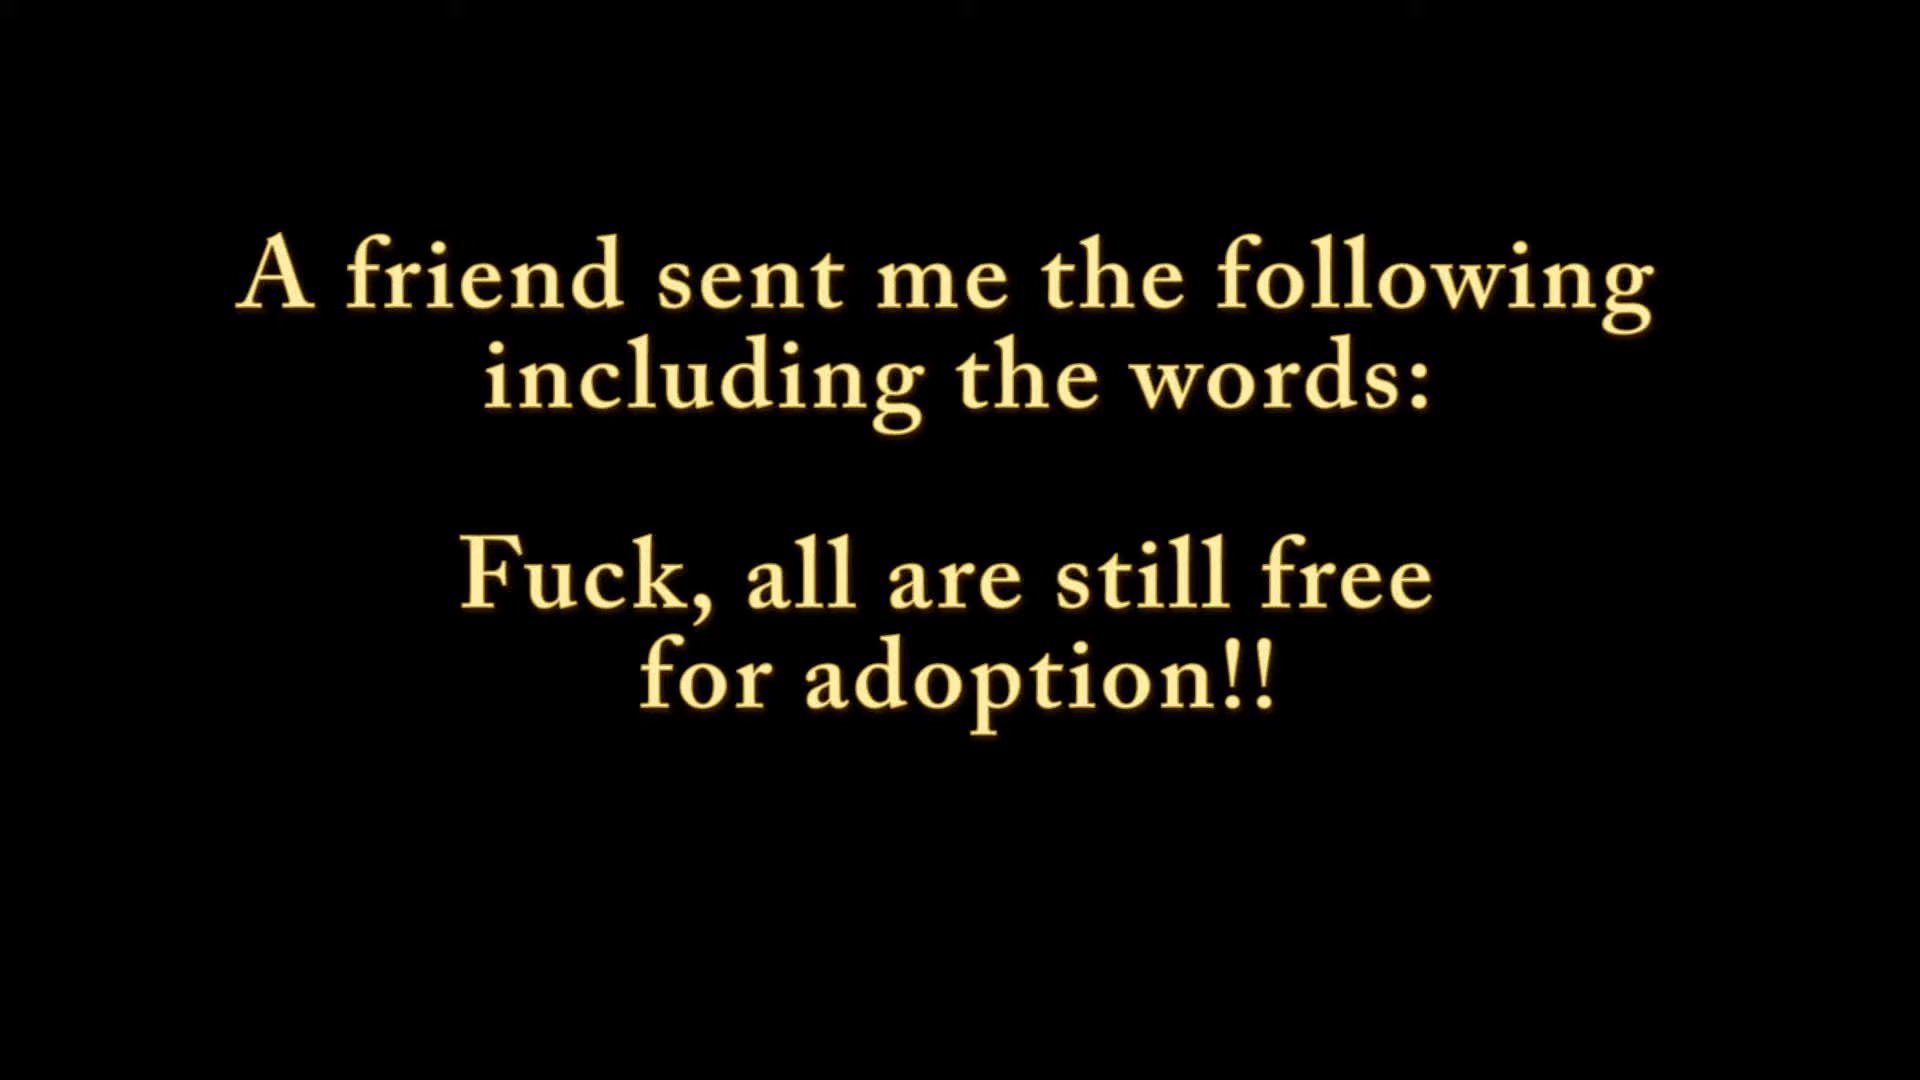 A friend sent me the following
including the words:
Fuck, all are still free
for adoption!!